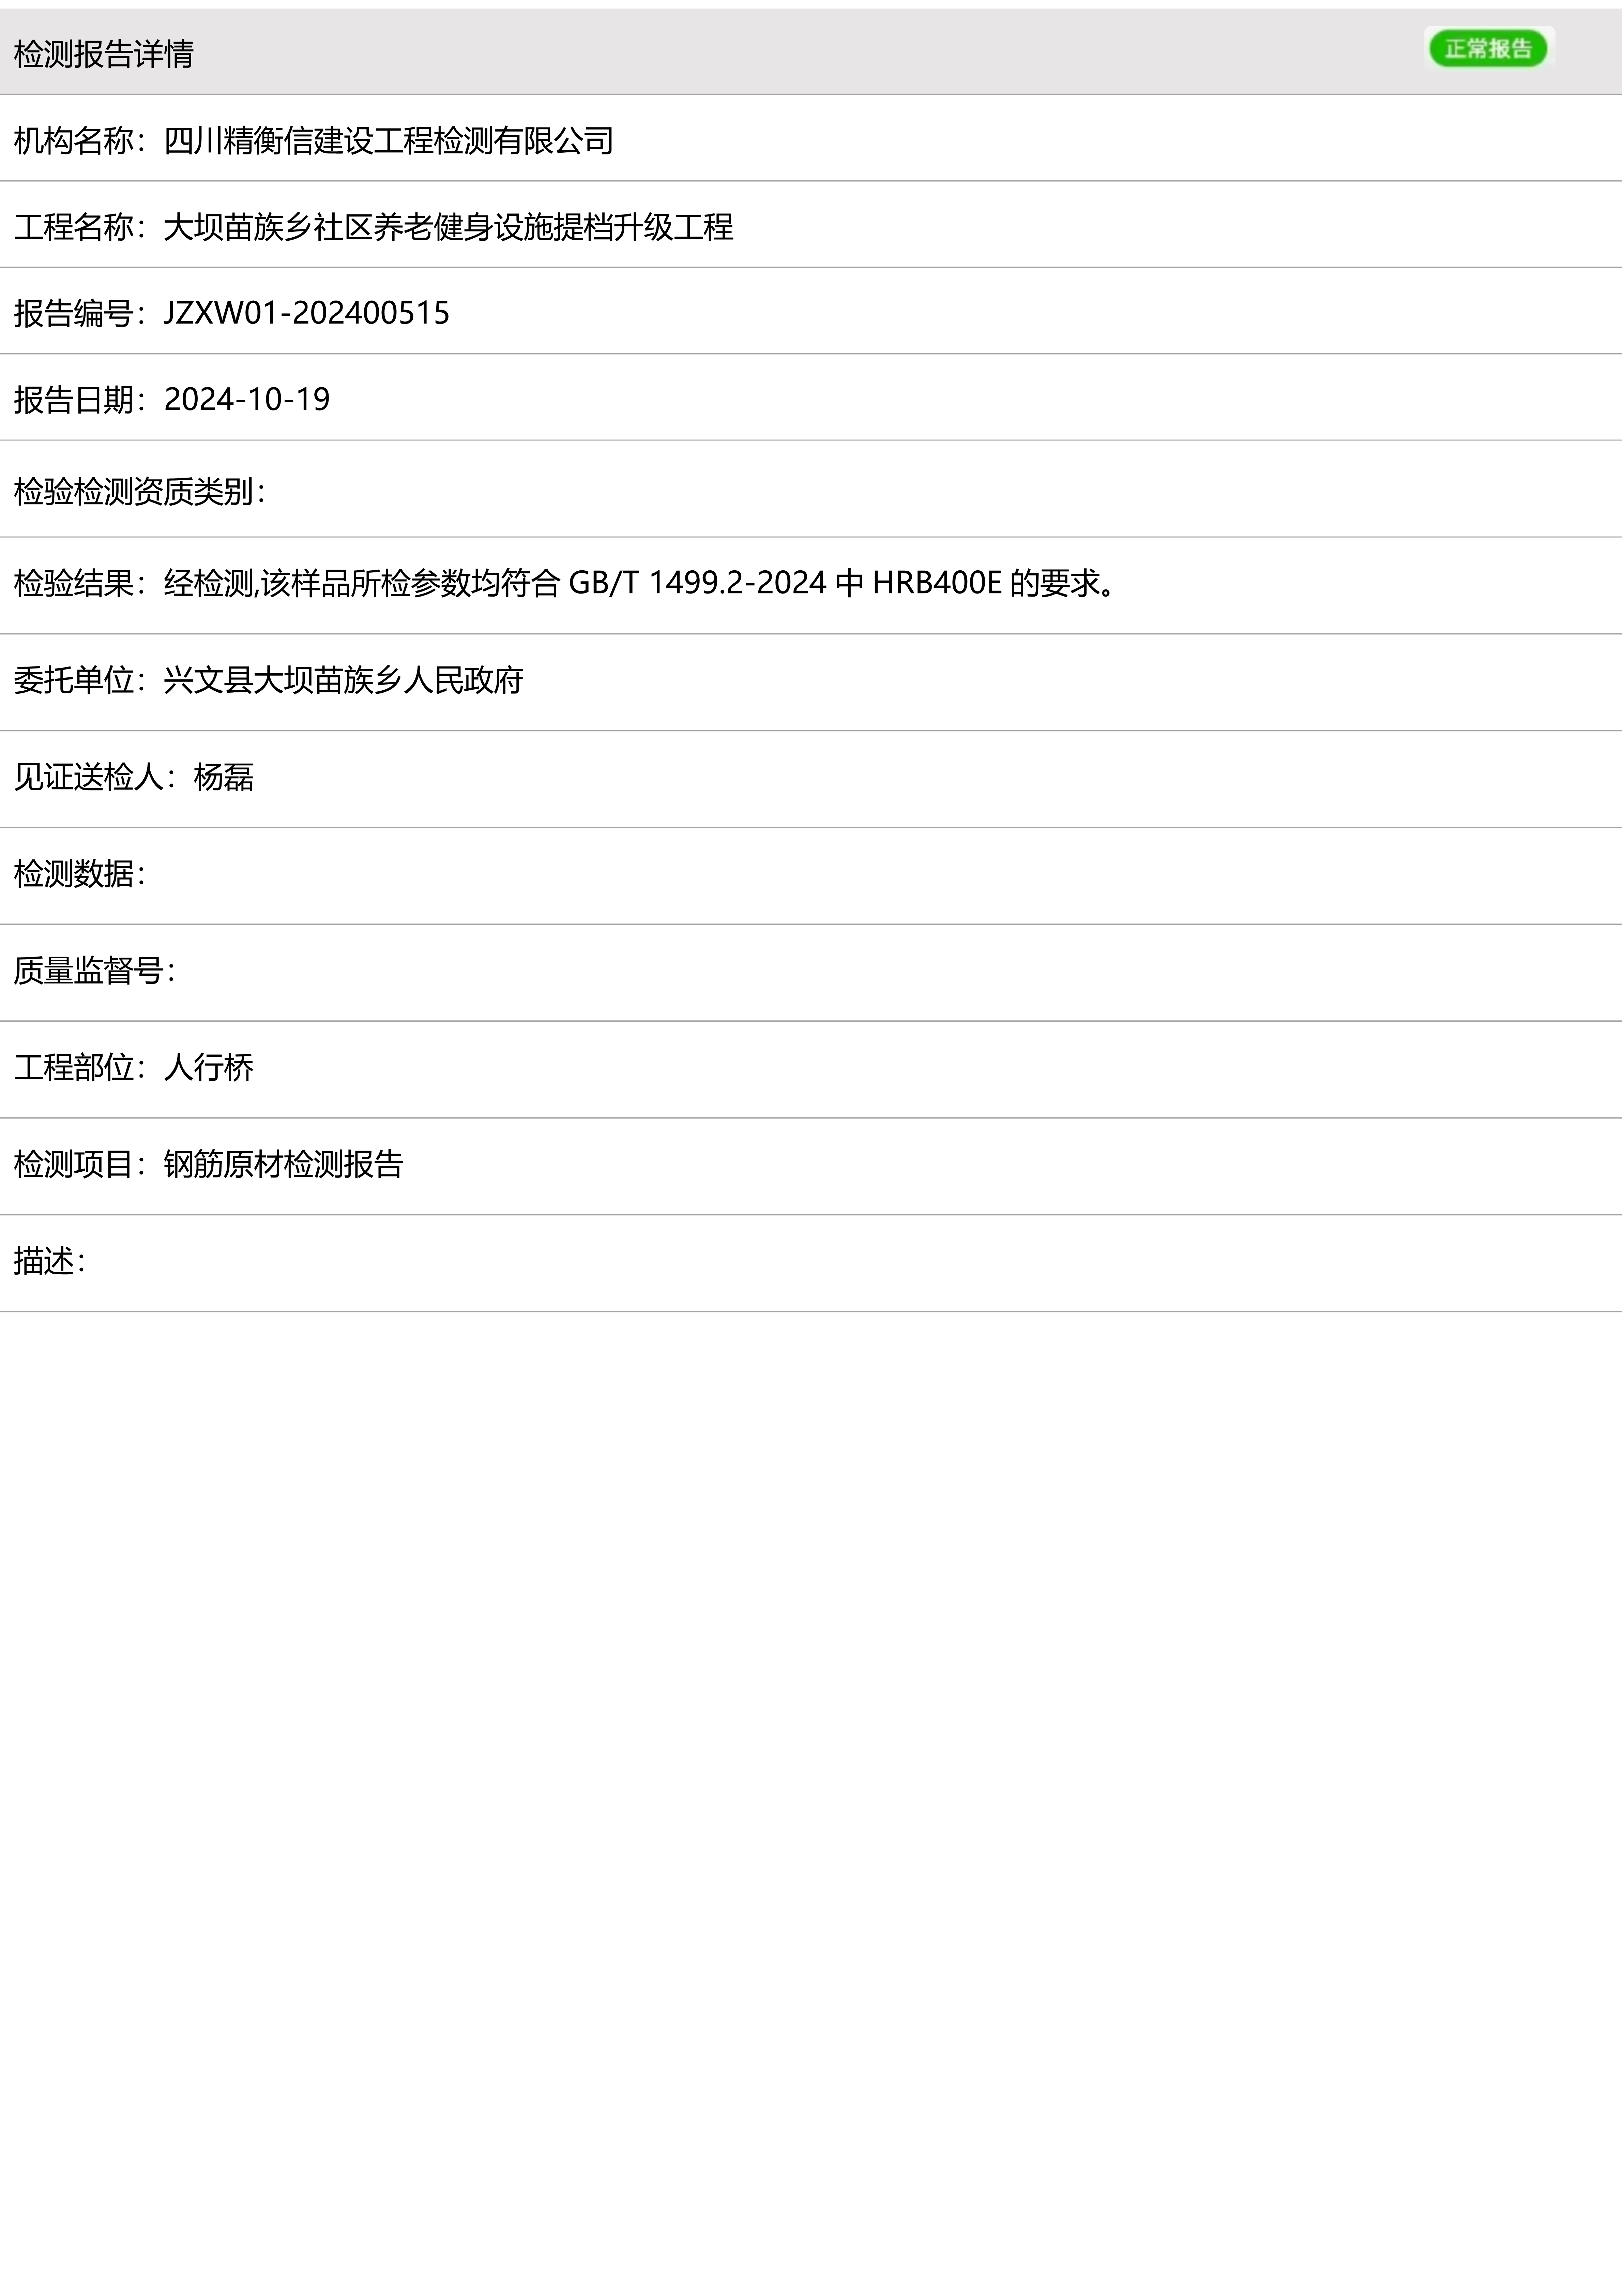 检测报告详情
正常报告
机构名称：四川精衡信建设工程检测有限公司
工程名称：大坝苗族乡社区养老健身设施提档升级工程
报告编号：JZXW01-202400515
报告日期：2024-10-19
检验检测资质类别：
检验结果：经检测,该样品所检参数均符合 GB/T 1499.2-2024 中 HRB400E 的要求。
委托单位：兴文县大坝苗族乡人民政府
见证送检人：杨磊
检测数据：
质量监督号：
工程部位：人行桥
检测项目：钢筋原材检测报告
描述：